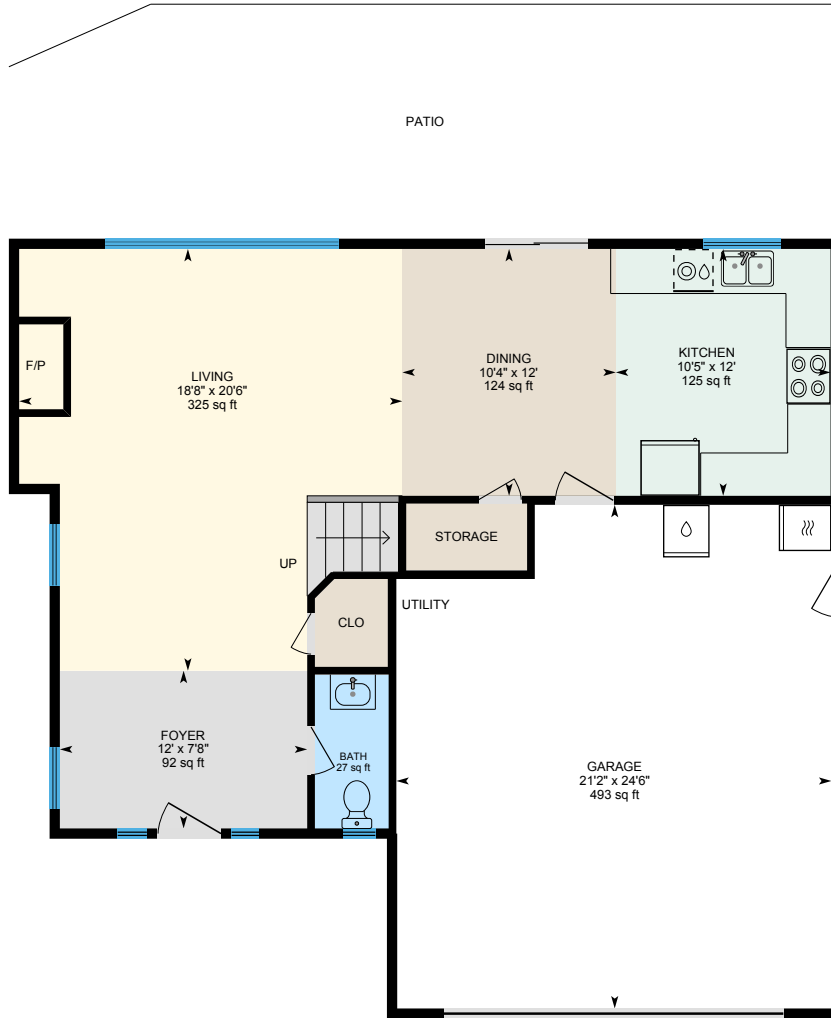 PATIO
F/P
LIVING
18'8" x 20'6"
325 sq ft
DINING
10'4" x 12'
124 sq ft
KITCHEN
10'5" x 12'
125 sq ft
STORAGE
UP
UTILITY
CLO
FOYER
12' x 7'8"
92 sq ft
BATH
27 sq ft
GARAGE
21'2" x 24'6"
493 sq ft